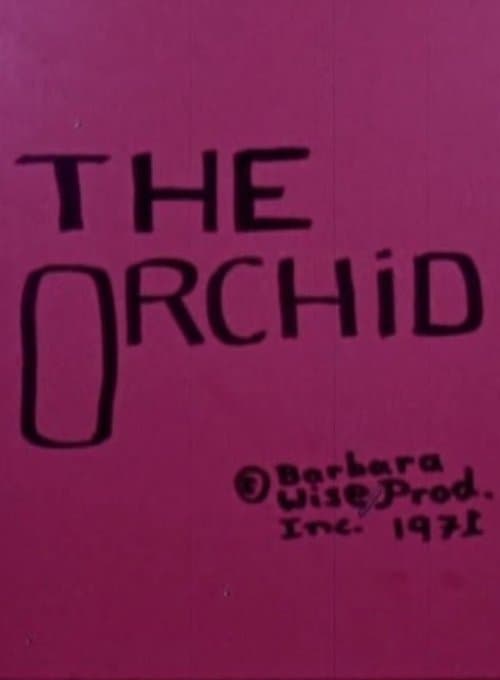 THE
ORCHiD
© Barbara
Wise Prod.
Inc. 1971